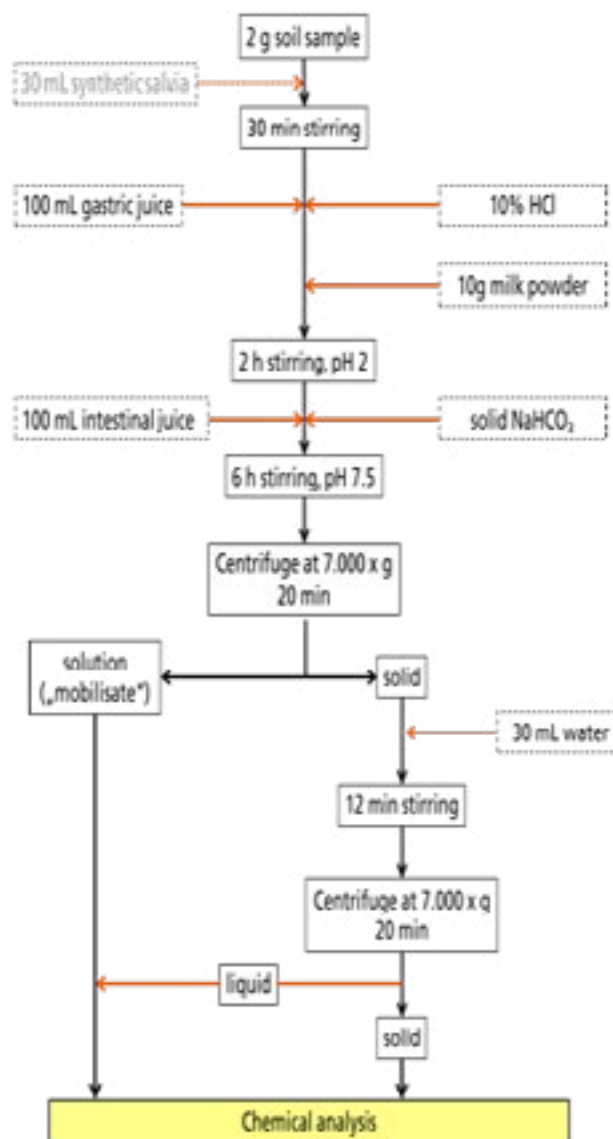 2 g soil sample
30 mL synthetic salvia
30 min stirring
100 mL gastric juice
10% HCl
10g milk powder
2 h stirring, pH 2
100 mL intestinal juice
solid NaHCO₃
6 h stirring, pH 7.5
Centrifuge at 7.000 x g
20 min
solution
(„mobilisate“)
solid
30 mL water
12 min stirring
Centrifuge at 7.000 x g
20 min
liquid
solid
Chemical analysis